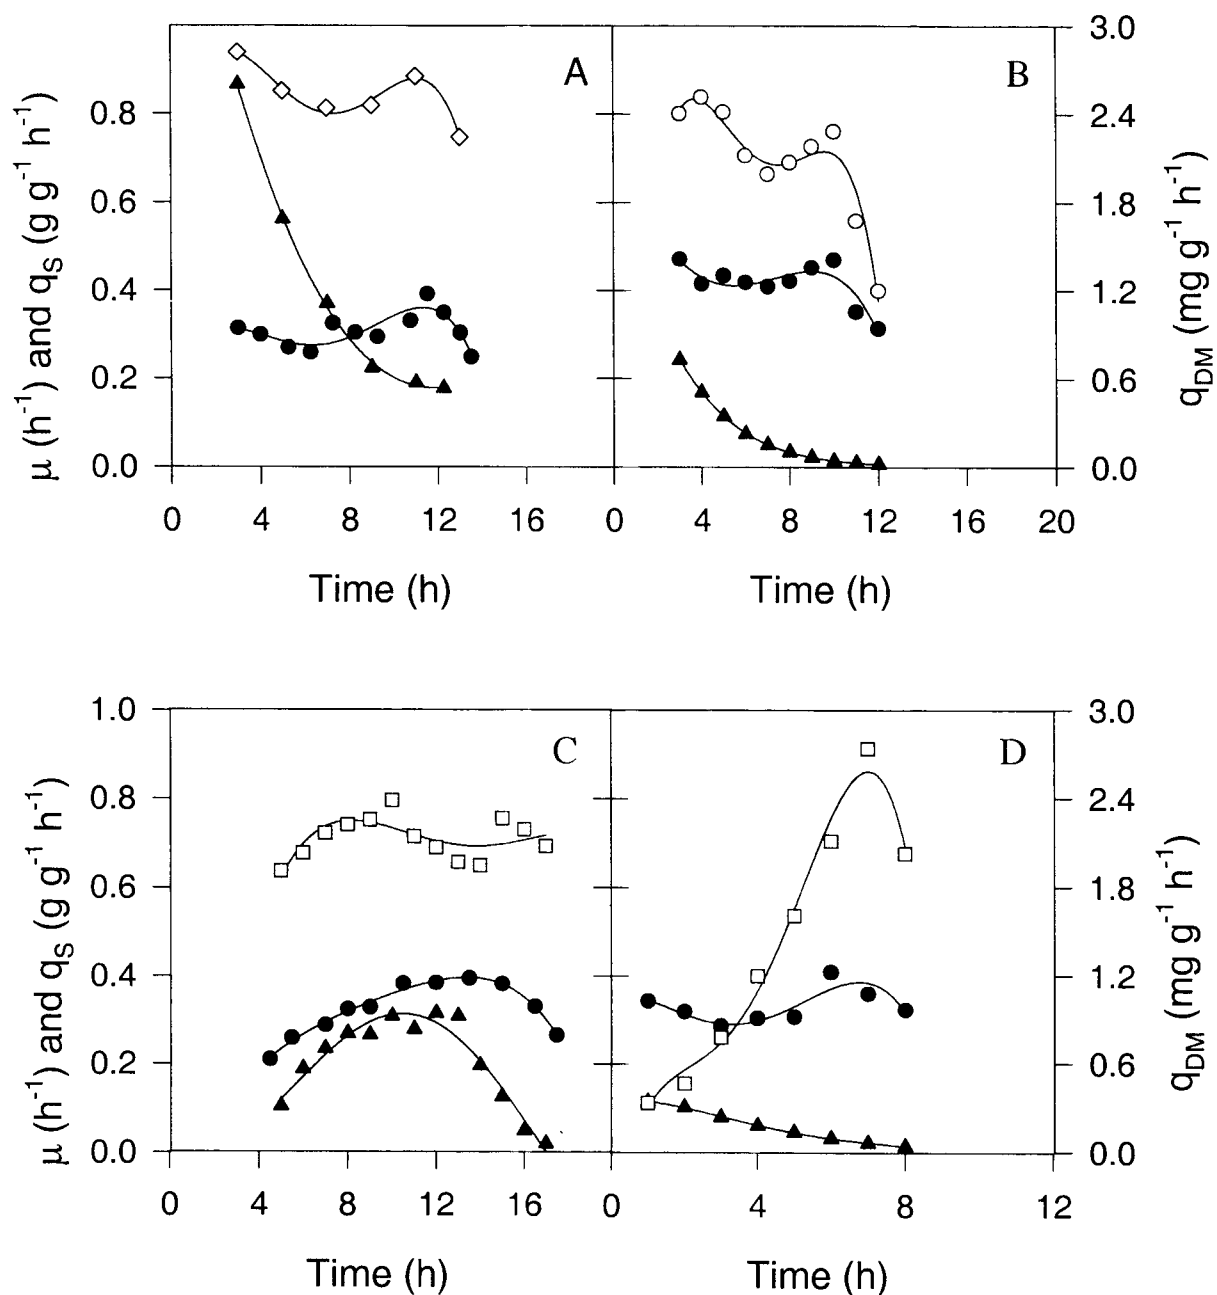 A
B
3.0
0.8
2.4
0.6
1.8
0.4
1.2
0.2
0.6
0.0
0.0
μ (h⁻¹) and qS (g g⁻¹ h⁻¹)
qDM (mg g⁻¹ h⁻¹)
0 4 8 12 16
0 4 8 12 16 20
Time (h)
Time (h)
1.0
C
D
3.0
0.8
2.4
0.6
1.8
0.4
1.2
0.2
0.6
0.0
0.0
μ (h⁻¹) and qS (g g⁻¹ h⁻¹)
qDM (mg g⁻¹ h⁻¹)
0 4 8 12 16
0 4 8 12
Time (h)
Time (h)